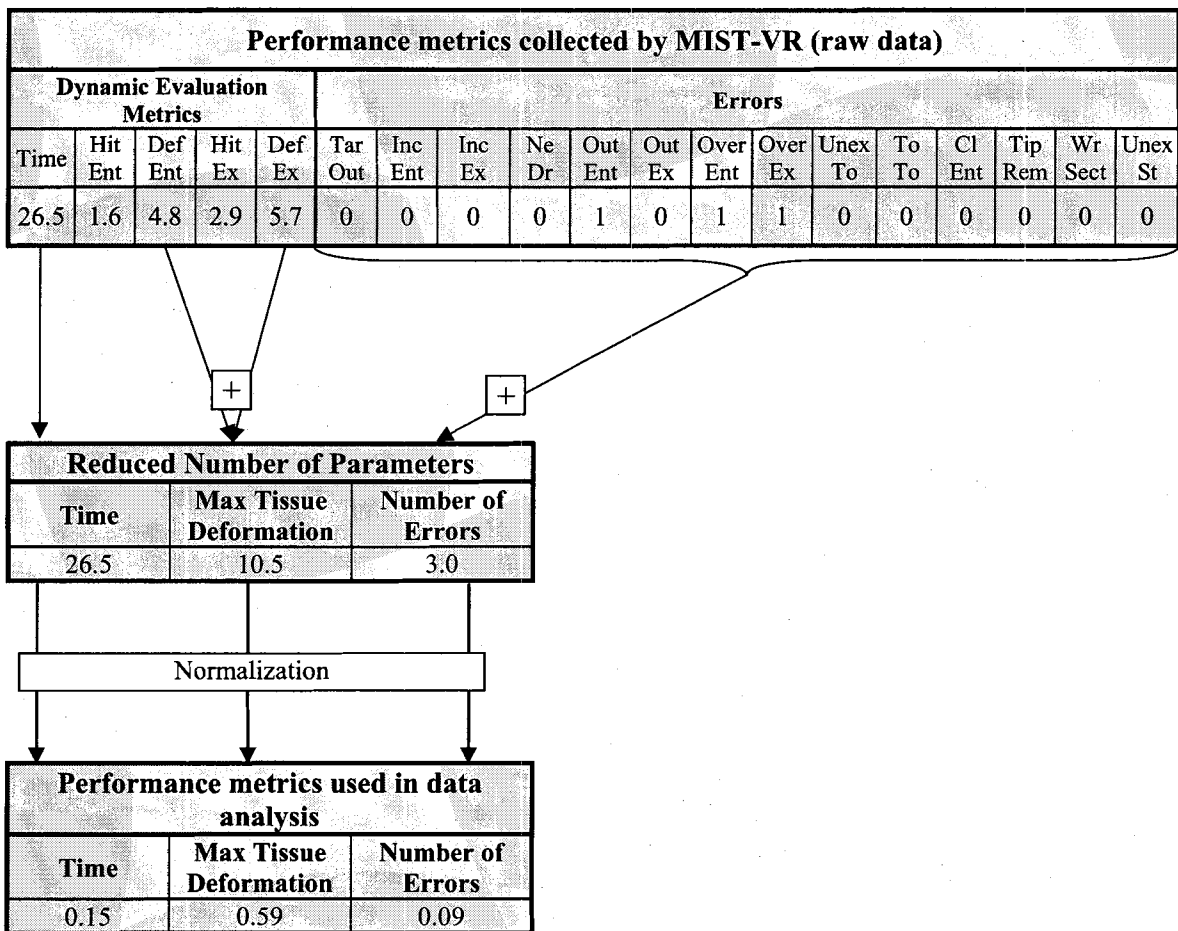 Performance metrics collected by MIST-VR (raw data)
Dynamic Evaluation
Metrics
Errors
Time Hit Ent Def Ent Hit Ex Def Ex Tar Out Inc Ent Inc Ex Ne Dr Out Ent Out Ex Over Ent Over Ex Unex To To To Cl Ent Tip Rem Wr Sect Unex St
26.5 1.6 4.8 2.9 5.7 0 0 0 0 1 0 1 1 0 0 0 0 0 0
+
+
Reduced Number of Parameters
Time Max Tissue Deformation Number of Errors
26.5 10.5 3.0
Normalization
Performance metrics used in data
analysis
Time Max Tissue Deformation Number of Errors
0.15 0.59 0.09